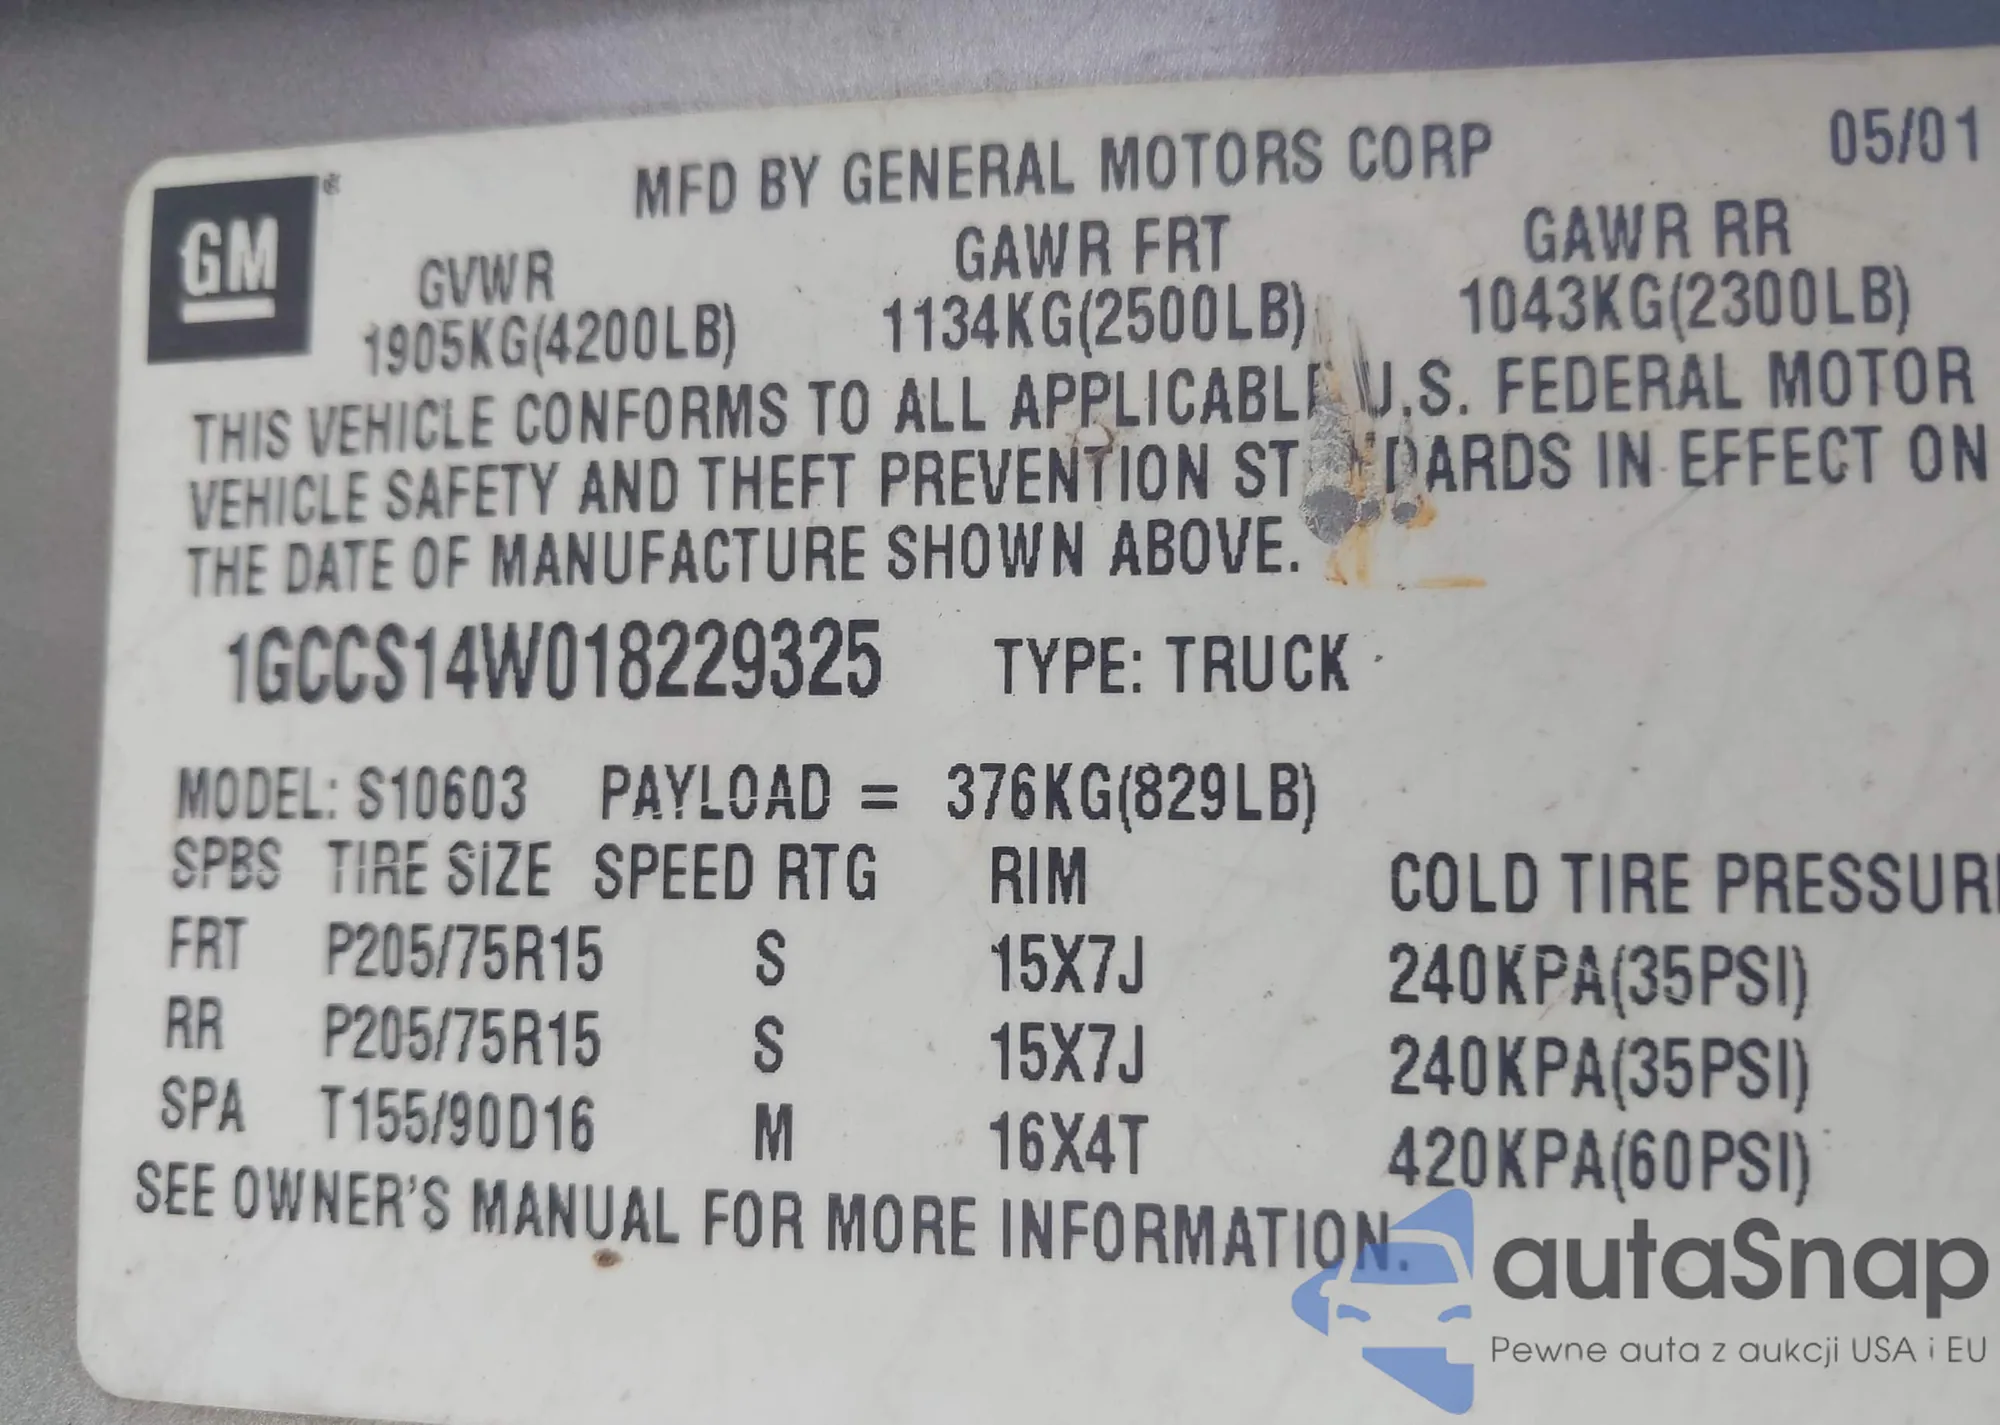 MFD BY GENERAL MOTORS CORP 05/01
GM
GVWR GAWR FRT GAWR RR
1905KG(4200LB) 1134KG(2500LB) 1043KG(2300LB)
THIS VEHICLE CONFORMS TO ALL APPLICABLE U.S. FEDERAL MOTOR
VEHICLE SAFETY AND THEFT PREVENTION STANDARDS IN EFFECT ON
THE DATE OF MANUFACTURE SHOWN ABOVE.
1GCCS14W018229325 TYPE: TRUCK
MODEL: S10603 PAYLOAD = 376KG(829LB)
SPBS TIRE SIZE SPEED RTG RIM COLD TIRE PRESSUR
FRT P205/75R15 S 15X7J 240KPA(35PSI)
RR P205/75R15 S 15X7J 240KPA(35PSI)
SPA T155/90D16 M 16X4T 420KPA(60PSI)
SEE OWNER'S MANUAL FOR MORE INFORMATION.
autaSnap
Pewne auta z aukcji USA i EU